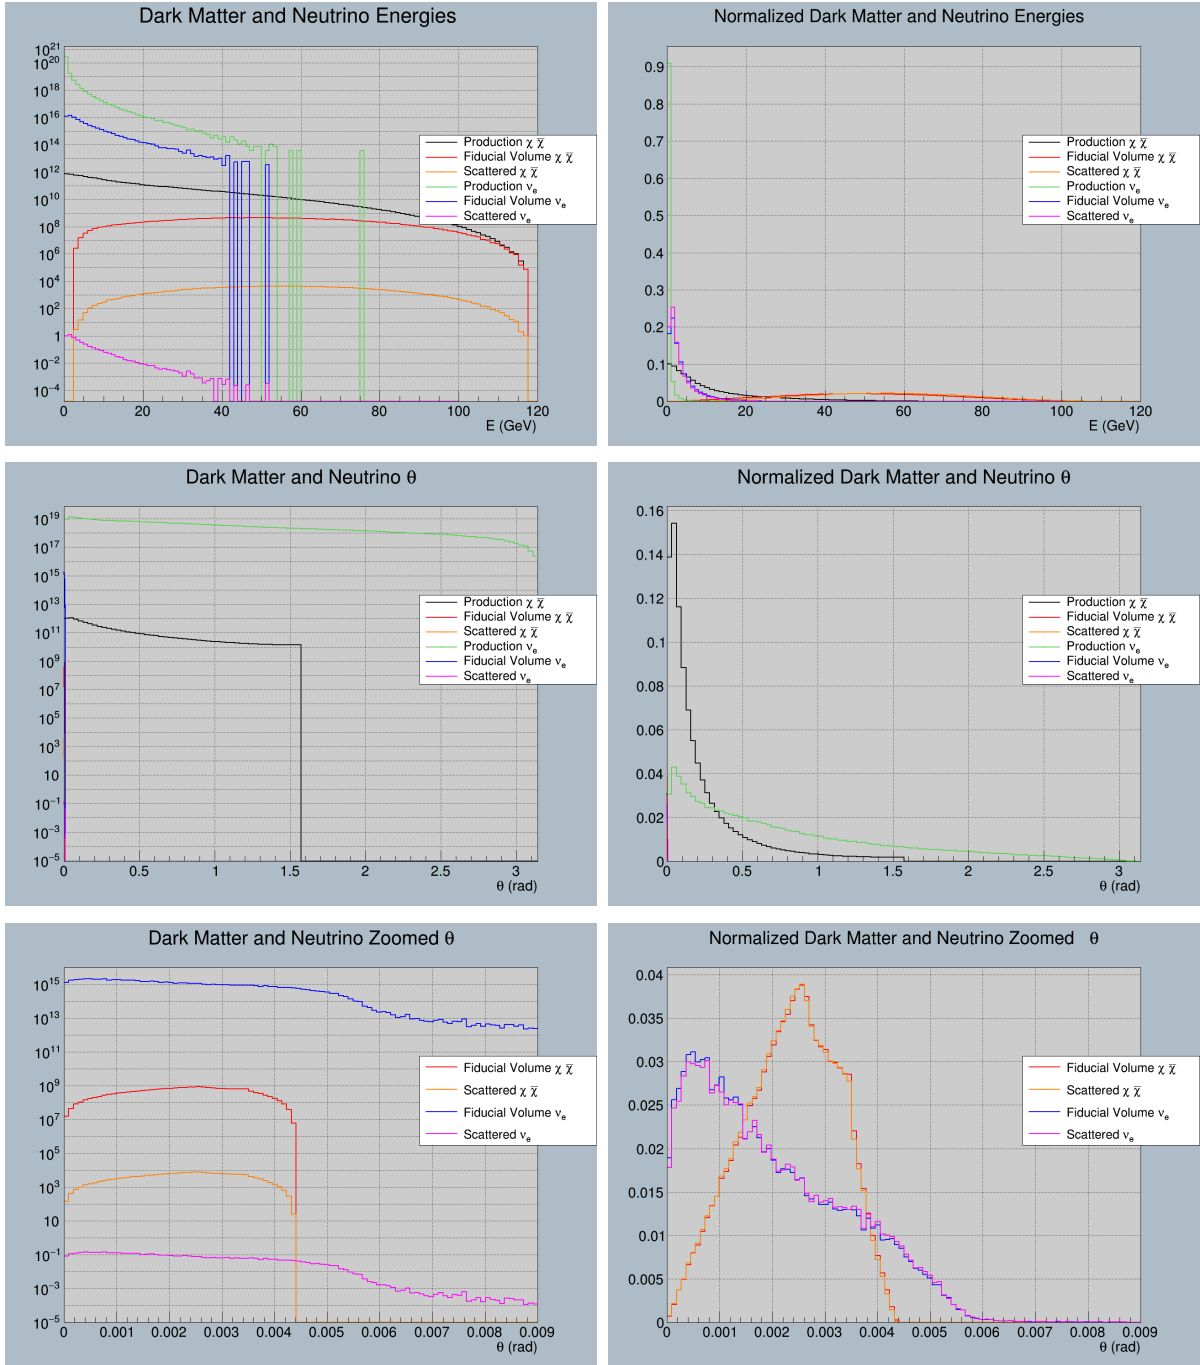 Dark Matter and Neutrino Energies
10^21
10^20
10^18
10^16
10^14
10^12
10^10
10^8
10^6
10^4
10^2
1
10^−2
10^−4
Production χ χ̅
Fiducial Volume χ χ̅
Scattered χ χ̅
Production νe
Fiducial Volume νe
Scattered νe
0 20 40 60 80 100 120
E (GeV)
Normalized Dark Matter and Neutrino Energies
0.9
0.8
0.7
0.6
0.5
0.4
0.3
0.2
0.1
0
Production χ χ̅
Fiducial Volume χ χ̅
Scattered χ χ̅
Production νe
Fiducial Volume νe
Scattered νe
0 20 40 60 80 100 120
E (GeV)
Dark Matter and Neutrino θ
10^19
10^17
10^15
10^13
10^11
10^9
10^7
10^5
10^3
10
10^−1
10^−3
10^−5
Production χ χ̅
Fiducial Volume χ χ̅
Scattered χ χ̅
Production νe
Fiducial Volume νe
Scattered νe
0 0.5 1 1.5 2 2.5 3
θ (rad)
Normalized Dark Matter and Neutrino θ
0.16
0.14
0.12
0.1
0.08
0.06
0.04
0.02
0
Production χ χ̅
Fiducial Volume χ χ̅
Scattered χ χ̅
Production νe
Fiducial Volume νe
Scattered νe
0.5 1 1.5 2 2.5 3
θ (rad)
Dark Matter and Neutrino Zoomed θ
10^15
10^13
10^11
10^9
10^7
10^5
10^3
10
10^−1
10^−3
10^−5
Fiducial Volume χ χ̅
Scattered χ χ̅
Fiducial Volume νe
Scattered νe
0 0.001 0.002 0.003 0.004 0.005 0.006 0.007 0.008 0.009
θ (rad)
Normalized Dark Matter and Neutrino Zoomed θ
0.04
0.035
0.03
0.025
0.02
0.015
0.01
0.005
0
Fiducial Volume χ χ̅
Scattered χ χ̅
Fiducial Volume νe
Scattered νe
0 0.001 0.002 0.003 0.004 0.005 0.006 0.007 0.008 0.009
θ (rad)